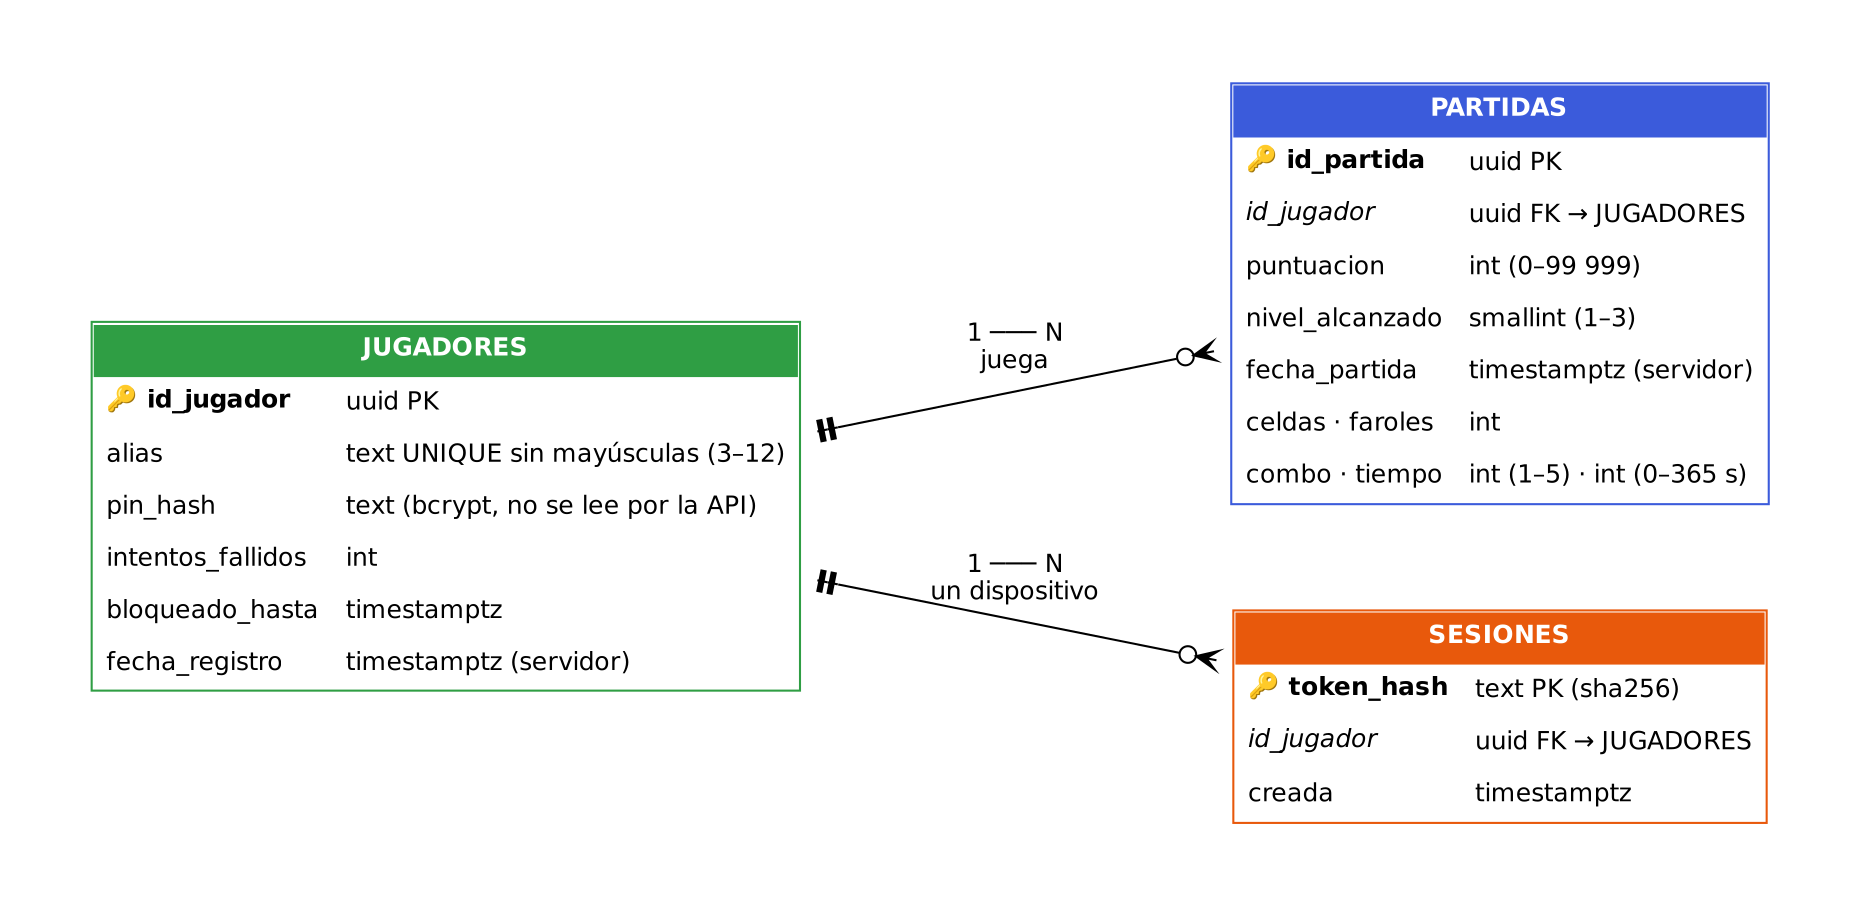 JUGADORES
🔑 id_jugador uuid PK
alias text UNIQUE sin mayúsculas (3–12)
pin_hash text (bcrypt, no se lee por la API)
intentos_fallidos int
bloqueado_hasta timestamptz
fecha_registro timestamptz (servidor)
1 ─── N
juega
1 ─── N
un dispositivo
PARTIDAS
🔑 id_partida uuid PK
id_jugador uuid FK → JUGADORES
puntuacion int (0–99 999)
nivel_alcanzado smallint (1–3)
fecha_partida timestamptz (servidor)
celdas · faroles int
combo · tiempo int (1–5) · int (0–365 s)
SESIONES
🔑 token_hash text PK (sha256)
id_jugador uuid FK → JUGADORES
creada timestamptz